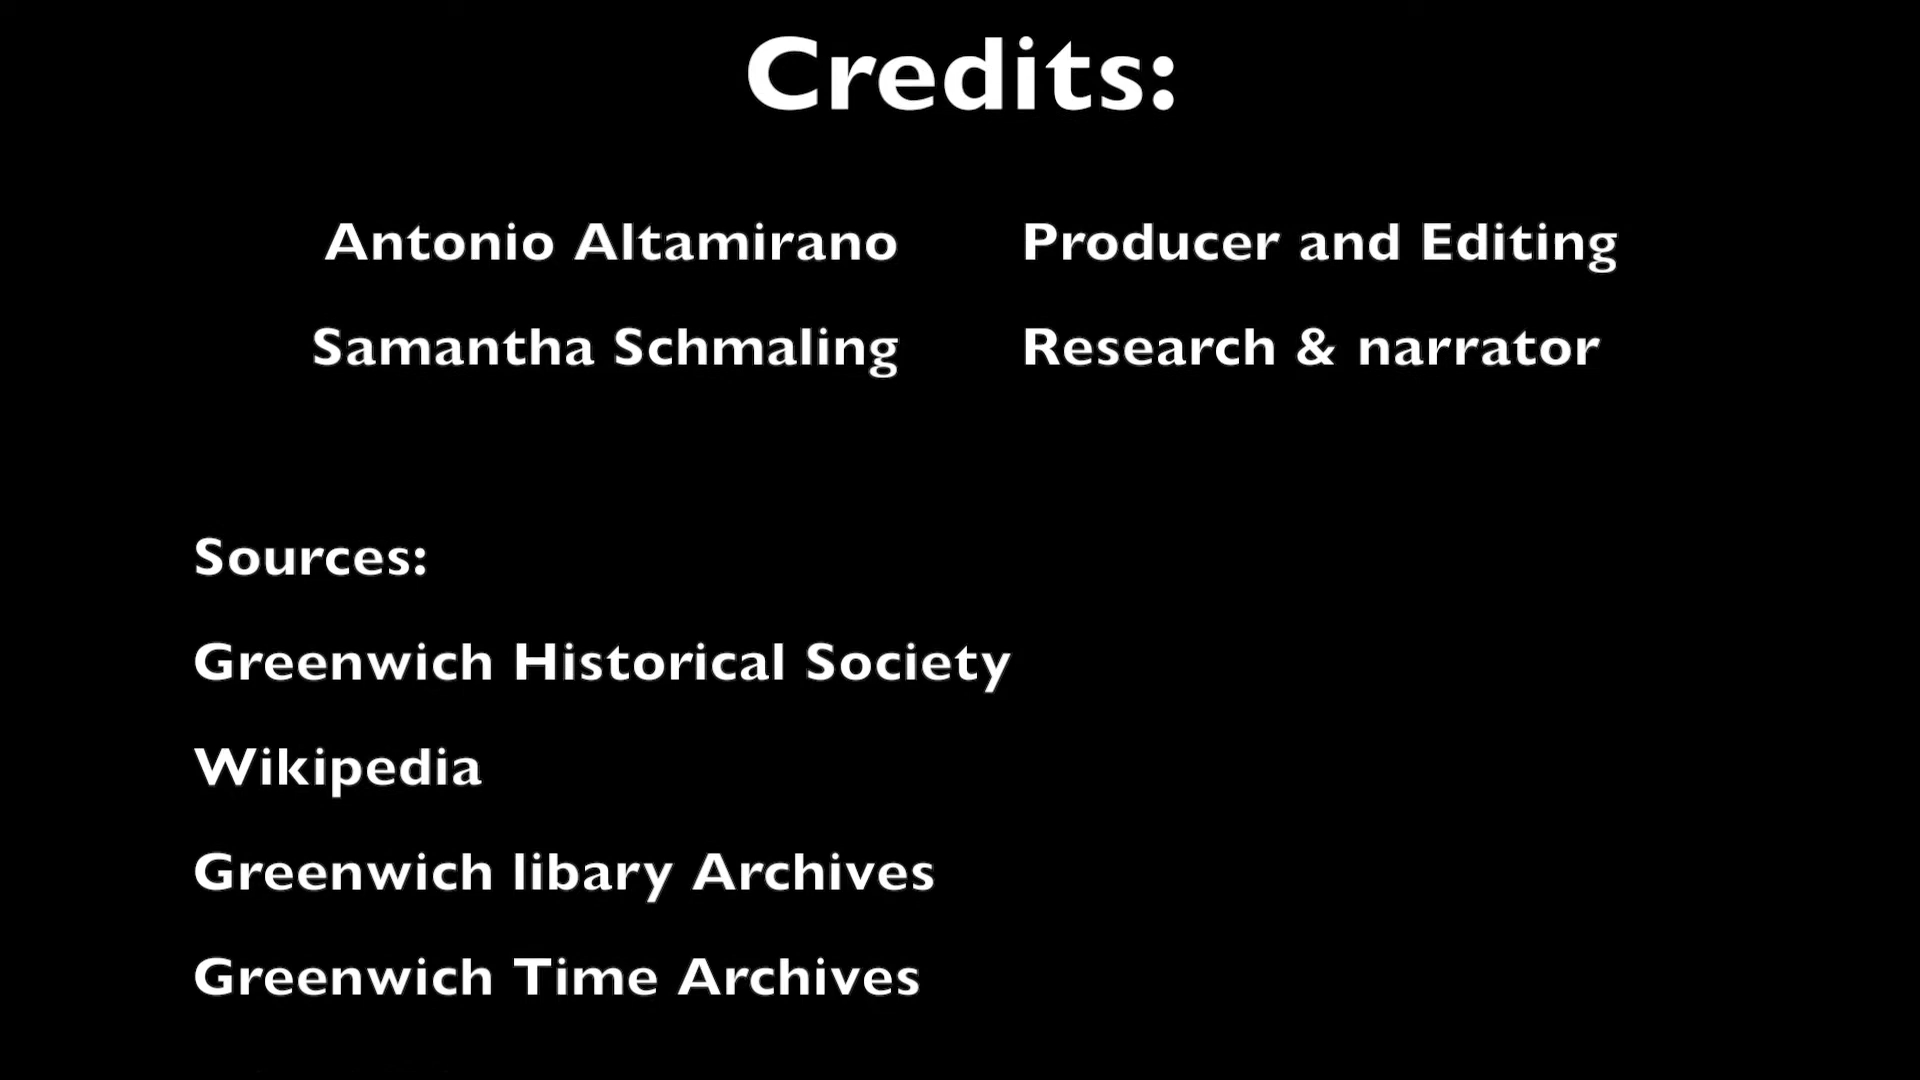 Credits:
Antonio Altamirano Producer and Editing
Samantha Schmaling Research & narrator
Sources:
Greenwich Historical Society
Wikipedia
Greenwich libary Archives
Greenwich Time Archives